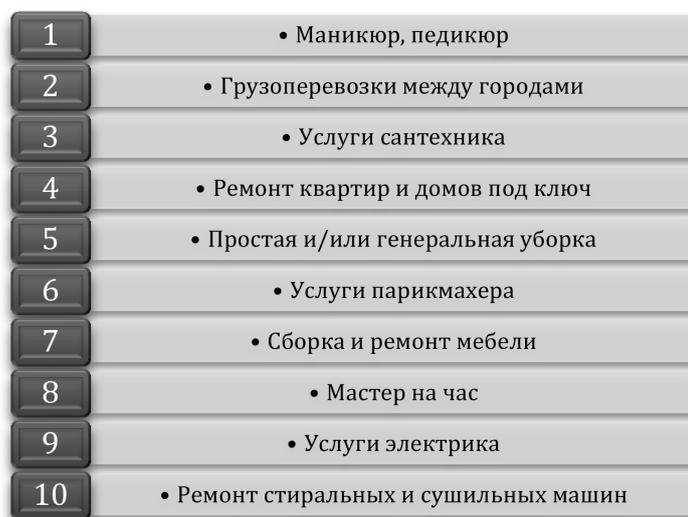 1 • Маникюр, педикюр
2 • Грузоперевозки между городами
3 • Услуги сантехника
4 • Ремонт квартир и домов под ключ
5 • Простая и/или генеральная уборка
6 • Услуги парикмахера
7 • Сборка и ремонт мебели
8 • Мастер на час
9 • Услуги электрика
10 • Ремонт стиральных и сушильных машин